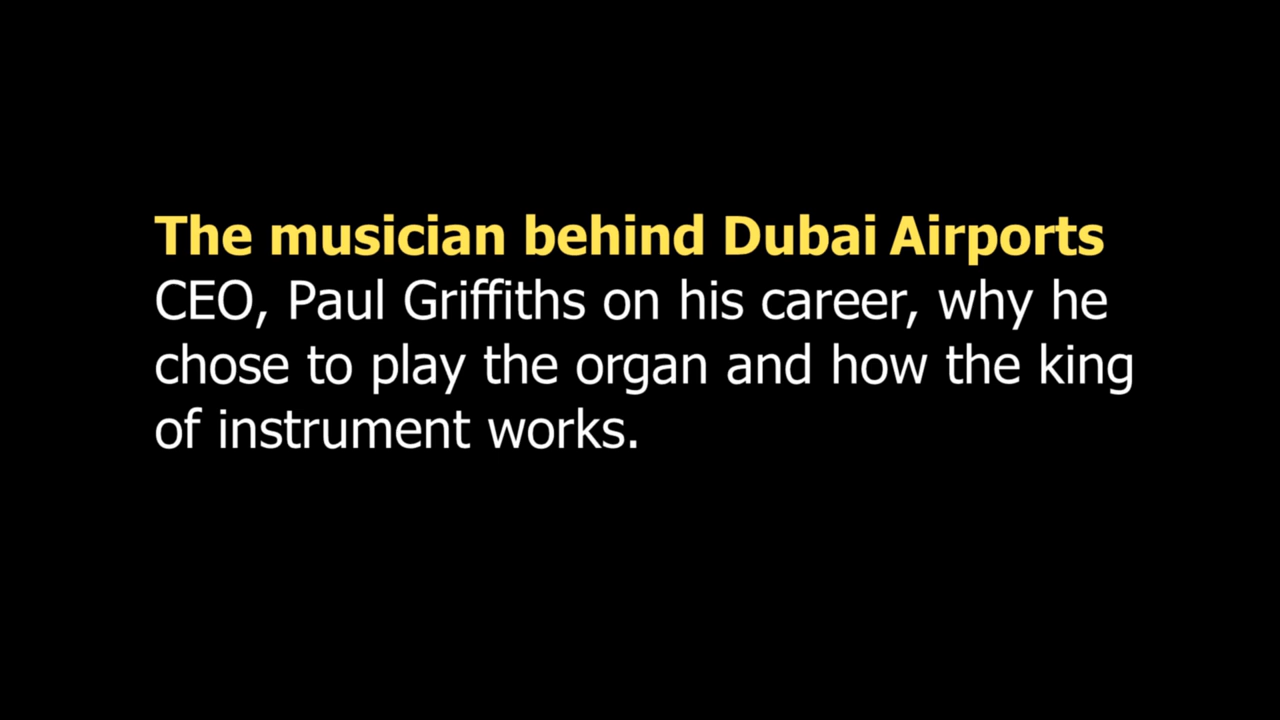 The musician behind Dubai Airports
CEO, Paul Griffiths on his career, why he
chose to play the organ and how the king
of instrument works.